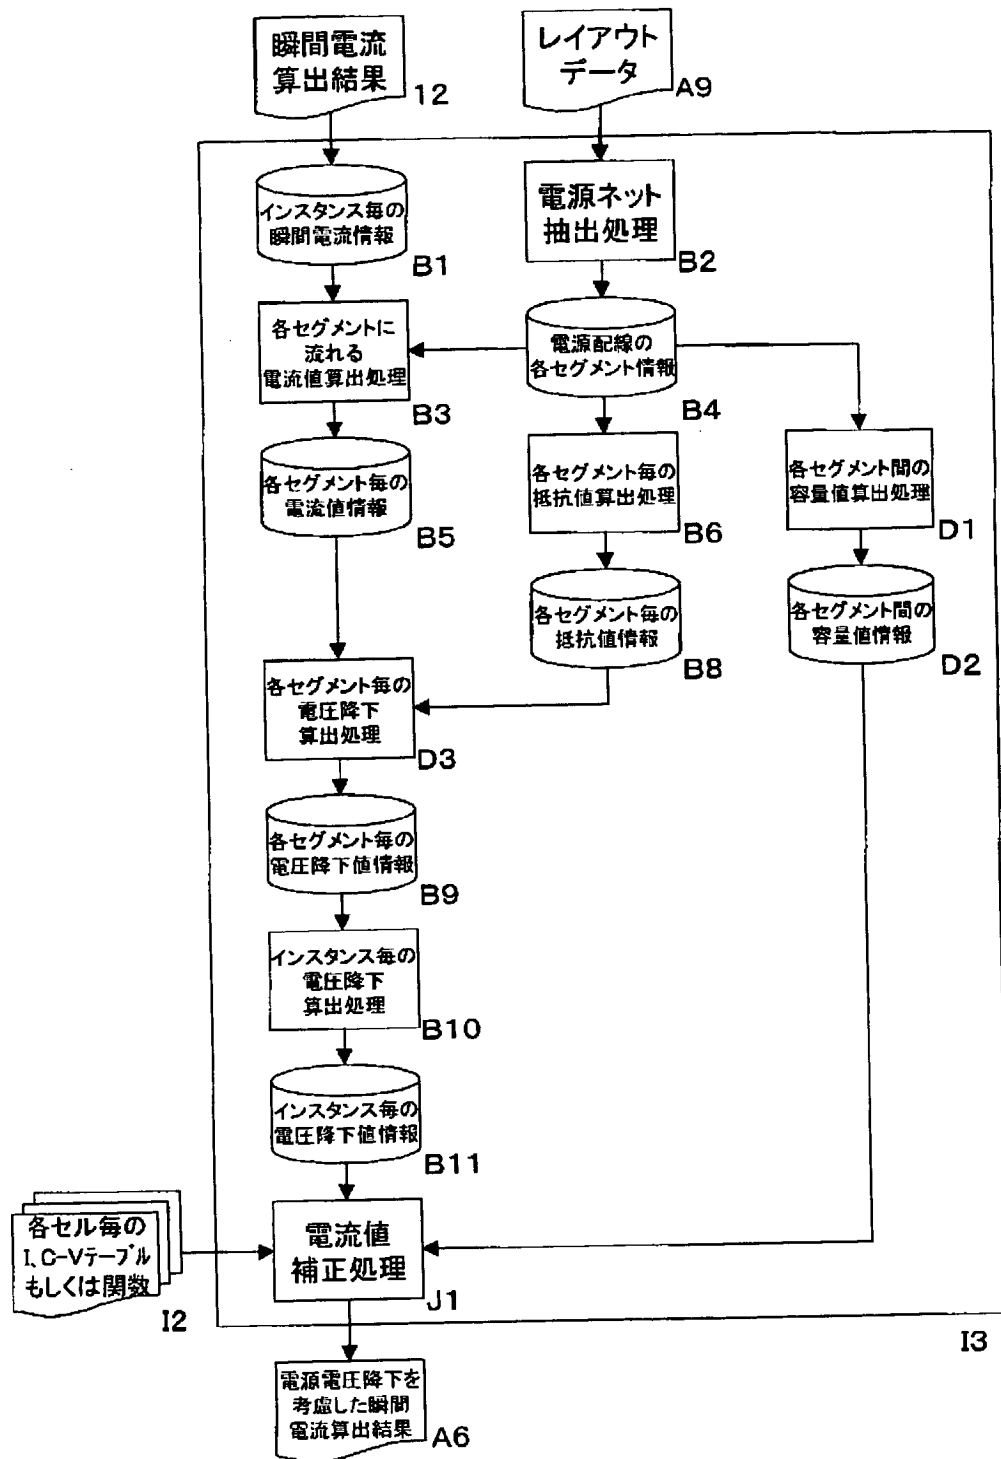 瞬間電流
算出結果
12
レイアウト
データ
A9
インスタンス毎の
瞬間電流情報
B1
電源ネット
抽出処理
B2
各セグメントに
流れる
電流値算出処理
B3
電源配線の
各セグメント情報
B4
各セグメント毎の
電流値情報
B5
各セグメント毎の
抵抗値算出処理
B6
各セグメント間の
容量値算出処理
D1
各セグメント毎の
抵抗値情報
B8
各セグメント間の
容量値情報
D2
各セグメント毎の
電圧降下
算出処理
D3
各セグメント毎の
電圧降下値情報
B9
インスタンス毎の
電圧降下
算出処理
B10
インスタンス毎の
電圧降下値情報
B11
各セル毎の
I、C-Vテーブル
もしくは関数
I2
電流値
補正処理
J1
I3
電源電圧降下を
考慮した瞬間
電流算出結果
A6